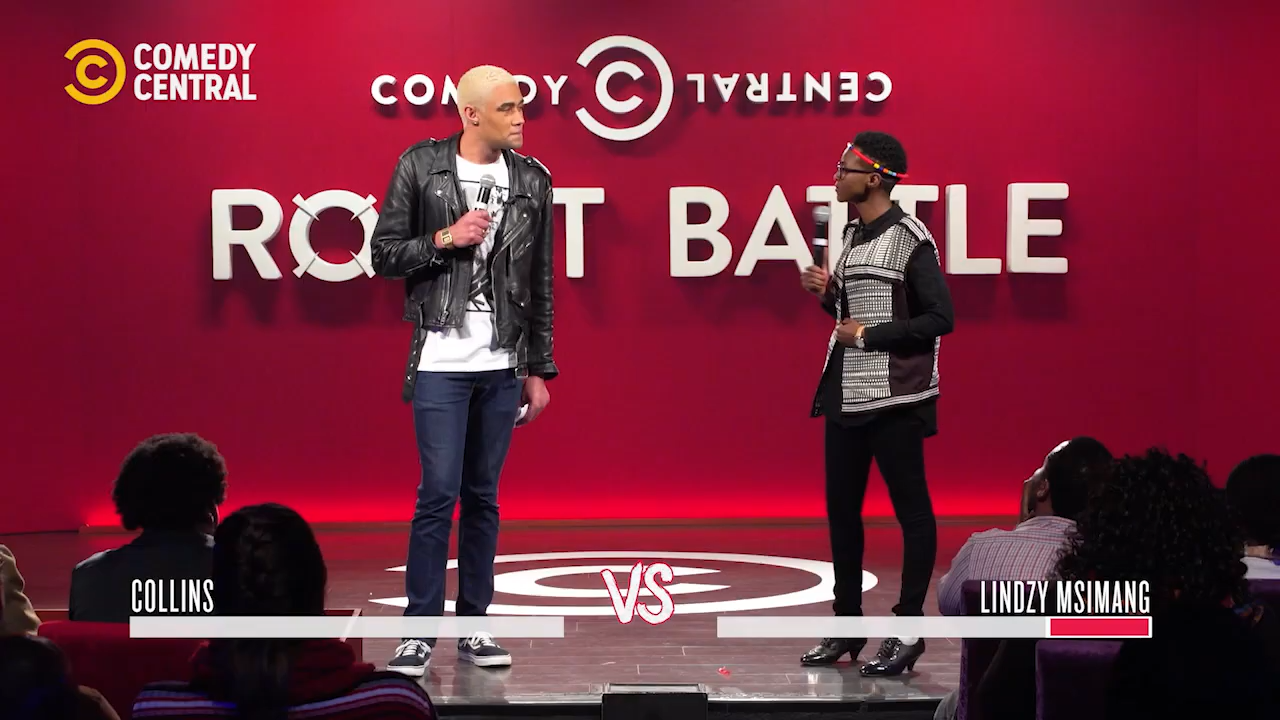 COMEDY
CENTRAL
COMEDY C CENTRAL
ROAST BATTLE
COLLINS VS LINDZY MSIMANG